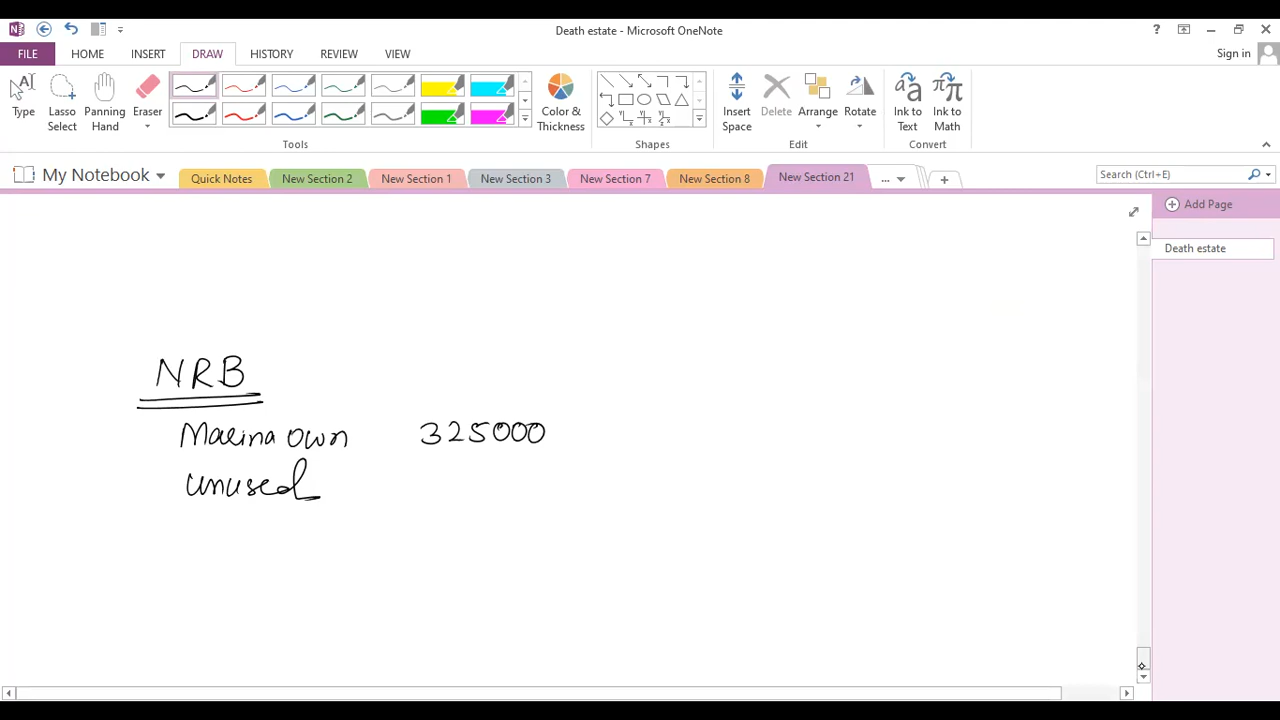 Death estate - Microsoft OneNote
?
FILE HOME INSERT DRAW HISTORY REVIEW VIEW
Sign in
Type Lasso Select Panning Hand Eraser
Color & Thickness
Insert Space Delete Arrange Rotate Ink to Text Ink to Math
Tools Shapes Edit Convert
My Notebook Quick Notes New Section 2 New Section 1 New Section 3 New Section 7 New Section 8 New Section 21 ... Search (Ctrl+E)
Add Page
Death estate
NRB
Marina own 325000
unused